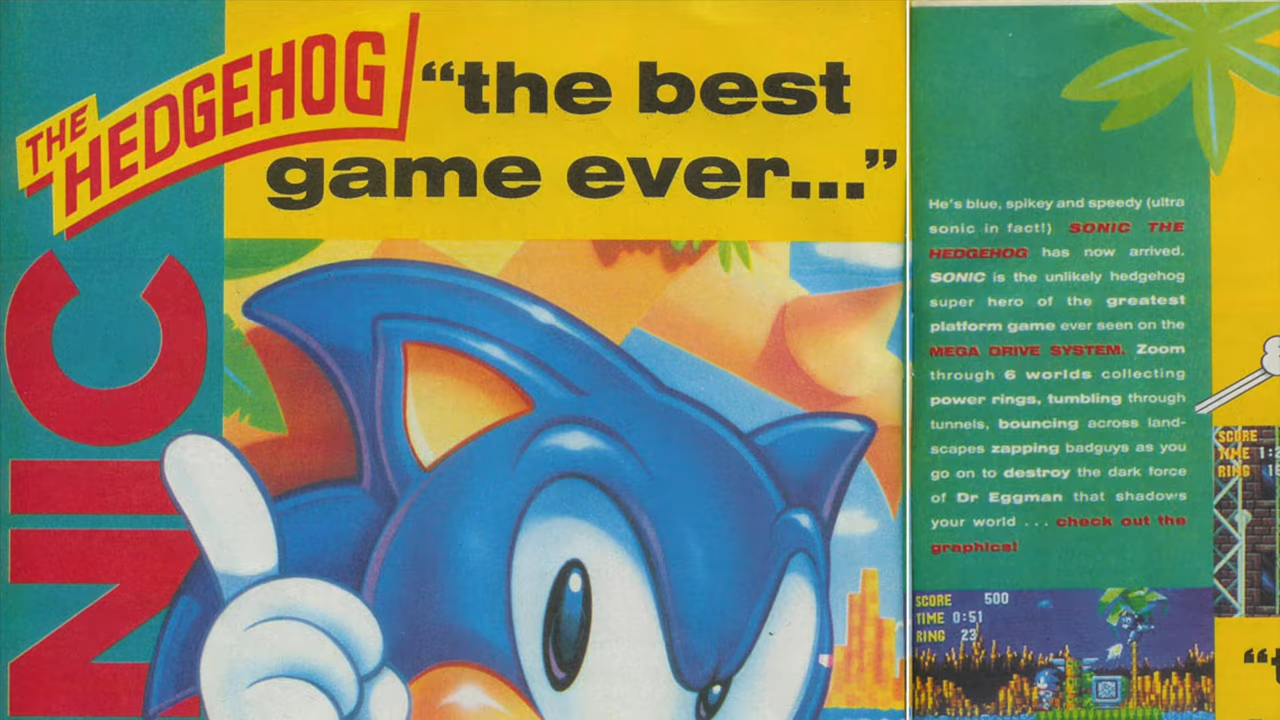 THE
HEDGEHOG
NIC
“the best
game ever...”
He's blue, spikey and speedy (ultra
sonic in fact!) SONIC THE
HEDGEHOG has now arrived.
SONIC is the unlikely hedgehog
super hero of the greatest
platform game ever seen on the
MEGA DRIVE SYSTEM. Zoom
through 6 worlds collecting
power rings, tumbling through
tunnels, bouncing across land-
scapes zapping badguys as you
go on to destroy the dark force
of Dr Eggman that shadows
your world ... check out the
graphics!
SCORE 500
TIME 0:51
RING 23
SCORE
TIME 1:2
RING
“t